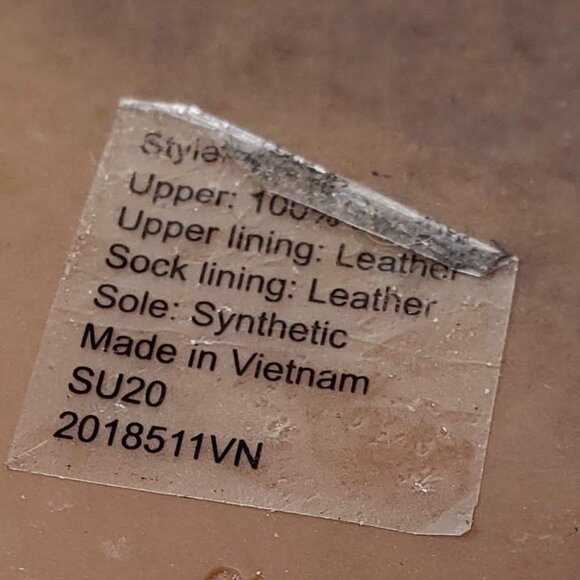 Style
Upper: 100%
Upper lining: Leather
Sock lining: Leather
Sole: Synthetic
Made in Vietnam
SU20
2018511VN